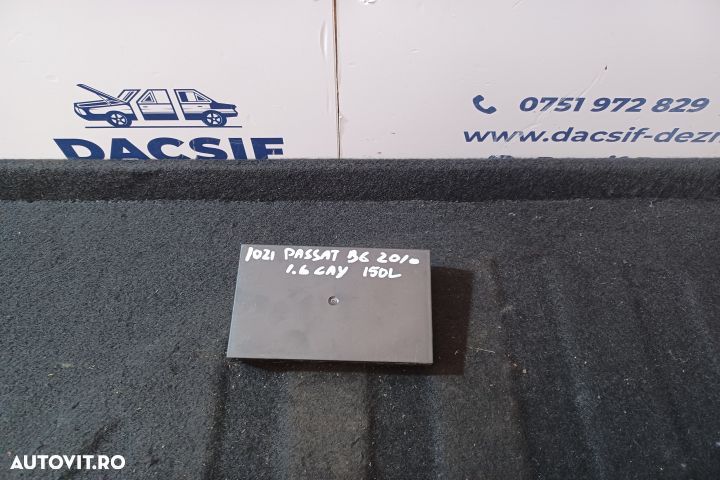 DACSIF
0751 972 829
www.dacsif-dezm
1021 PASSAT B6 2010
1.6 CAY 150L
AUTOVIT.RO